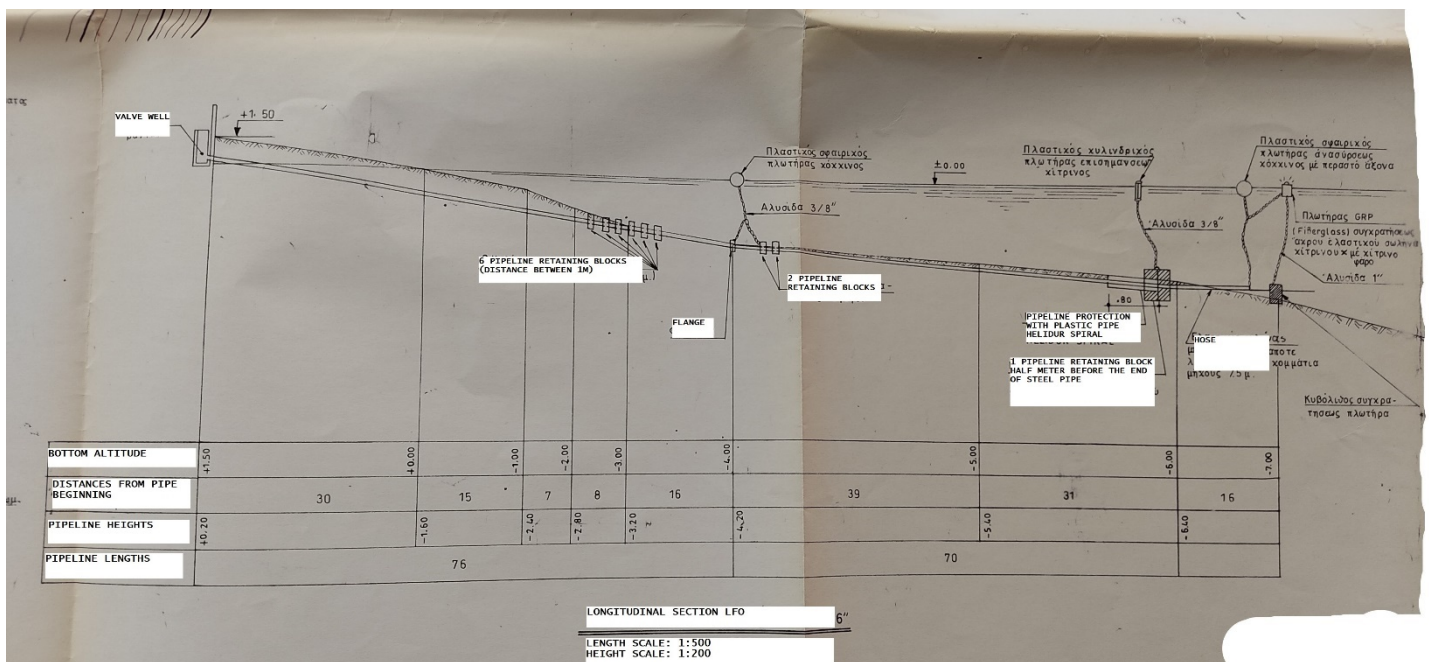 VALVE WELL
+1.50
Πλαστικός σφαιρικός
πλωτήρας κόκκινος
±0.00
Πλαστικός κυλινδρικός
πλωτήρας επισημάνσεως
κίτρινος
Πλαστικός σφαιρικός
πλωτήρας ανασύρσεως
κόκκινος μέ περαστό άξονα
Αλυσίδα 3/8"
Αλυσίδα 3/8"
Πλωτήρας GRP
(Fifierglass) συγκρατήσεως
άκρου ελαστικού σωλήνα
κίτρινου μέ κίτρινο
φάρο
Αλυσίδα 1"
6 PIPELINE RETAINING BLOCKS
(DISTANCE BETWEEN 1M)
2 PIPELINE
RETAINING BLOCKS
FLANGE
.80
PIPELINE PROTECTION
WITH PLASTIC PIPE
HELIDUR SPIRAL
HOSE
κομμάτια
μήκους 7.5 μ.
1 PIPELINE RETAINING BLOCK
HALF METER BEFORE THE END
OF STEEL PIPE
Κυβόλιθος συγκρα-
τήσεως πλωτήρα
BOTTOM ALTITUDE +1.50 ±0.00 -1.00 -2.00 -3.00 -4.00 -5.00 -6.00 -7.00
DISTANCES FROM PIPE
BEGINNING
30 15 7 8 16 39 31 16
PIPELINE HEIGHTS +0.20 -1.60 -2.40 -2.80 -3.20 -4.20 -5.40 -6.40
PIPELINE LENGTHS 76 70
LONGITUDINAL SECTION LFO 6"
LENGTH SCALE: 1:500
HEIGHT SCALE: 1:200